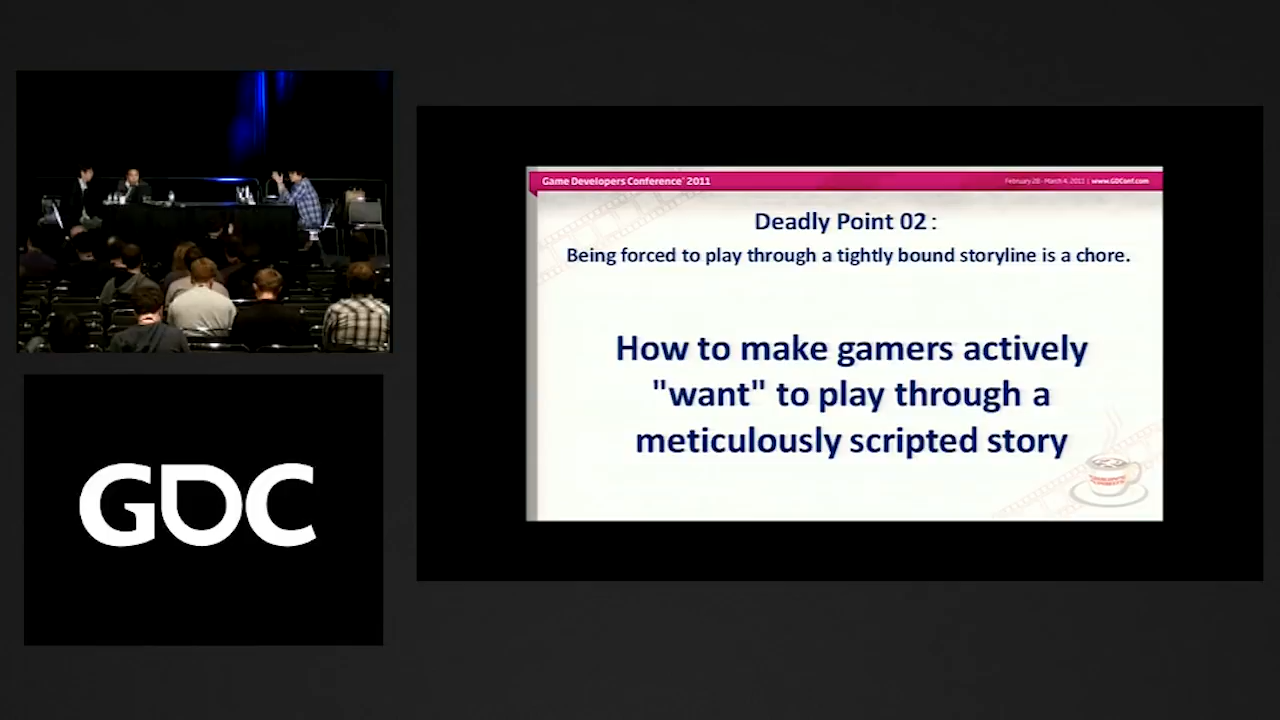 Game Developers Conference® 2011
February 28 - March 4, 2011 | www.GDConf.com
Deadly Point 02 :
Being forced to play through a tightly bound storyline is a chore.
How to make gamers actively
"want" to play through a
meticulously scripted story
GDC